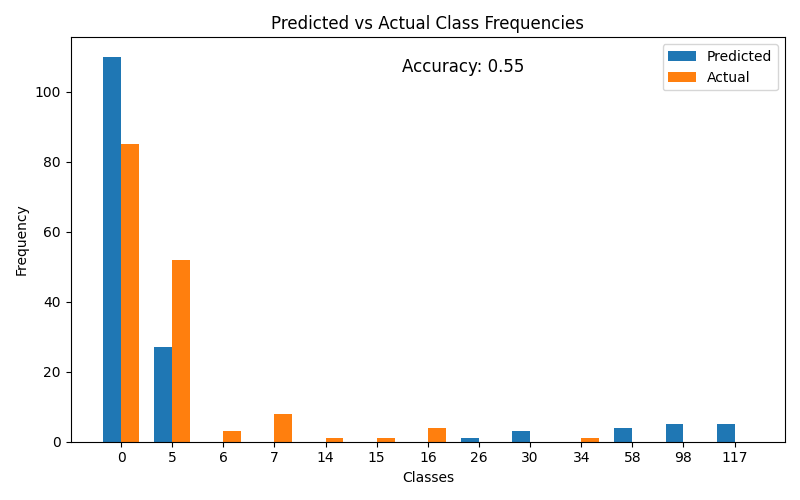 Predicted vs Actual Class Frequencies
Accuracy: 0.55
Predicted
Actual
Frequency
100
80
60
40
20
0
0 5 6 7 14 15 16 26 30 34 58 98 117
Classes